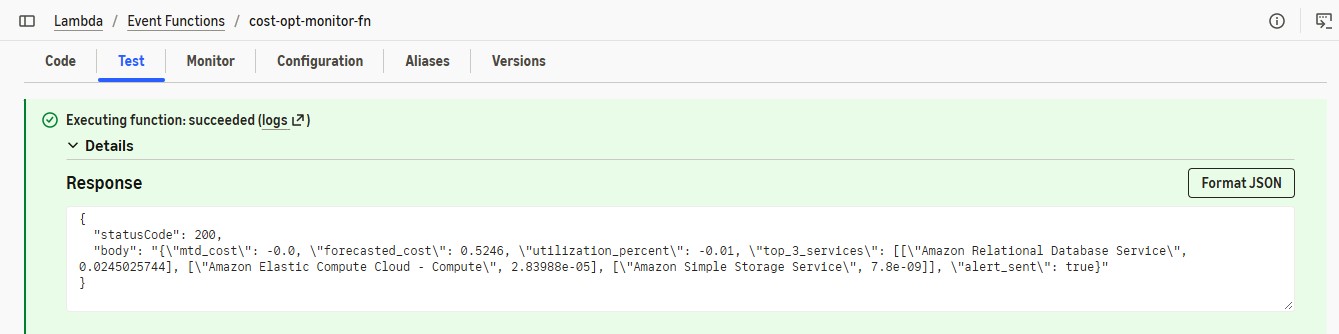 Lambda / Event Functions / cost-opt-monitor-fn
Code Test Monitor Configuration Aliases Versions
Executing function: succeeded (logs)
Details
Response Format JSON
{
"statusCode": 200,
"body": "{\"mtd_cost\": -0.0, \"forecasted_cost\": 0.5246, \"utilization_percent\": -0.01, \"top_3_services\": [[\"Amazon Relational Database Service\",
0.0245025744], [\"Amazon Elastic Compute Cloud - Compute\", 2.83988e-05], [\"Amazon Simple Storage Service\", 7.8e-09]], \"alert_sent\": true}"
}